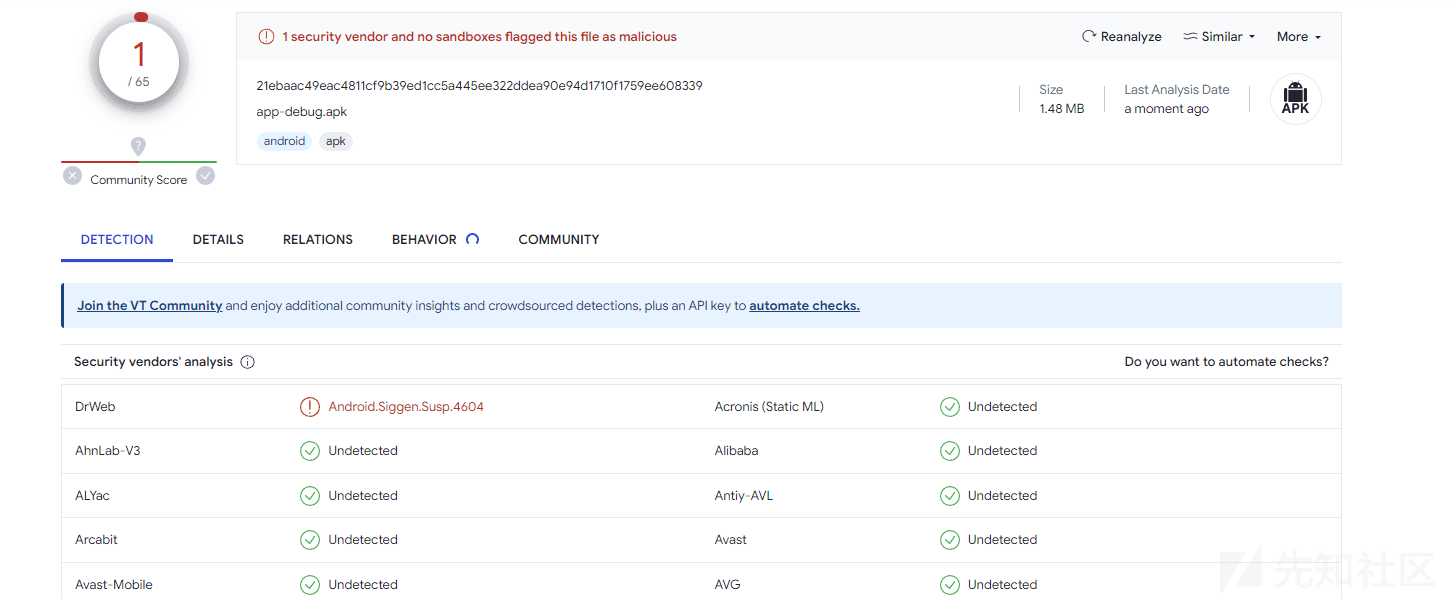 1
/ 65
Community Score
1 security vendor and no sandboxes flagged this file as malicious
Reanalyze
Similar
More
21ebaac49eac4811cf9b39ed1cc5a445ee322ddea90e94d1710f1759ee608339
app-debug.apk
android
apk
Size
1.48 MB
Last Analysis Date
a moment ago
APK
DETECTION
DETAILS
RELATIONS
BEHAVIOR
COMMUNITY
Join the VT Community and enjoy additional community insights and crowdsourced detections, plus an API key to automate checks.
Security vendors' analysis
Do you want to automate checks?
DrWeb
Android.Siggen.Susp.4604
Acronis (Static ML)
Undetected
AhnLab-V3
Undetected
Alibaba
Undetected
ALYac
Undetected
Antiy-AVL
Undetected
Arcabit
Undetected
Avast
Undetected
Avast-Mobile
Undetected
AVG
Undetected
先知社区